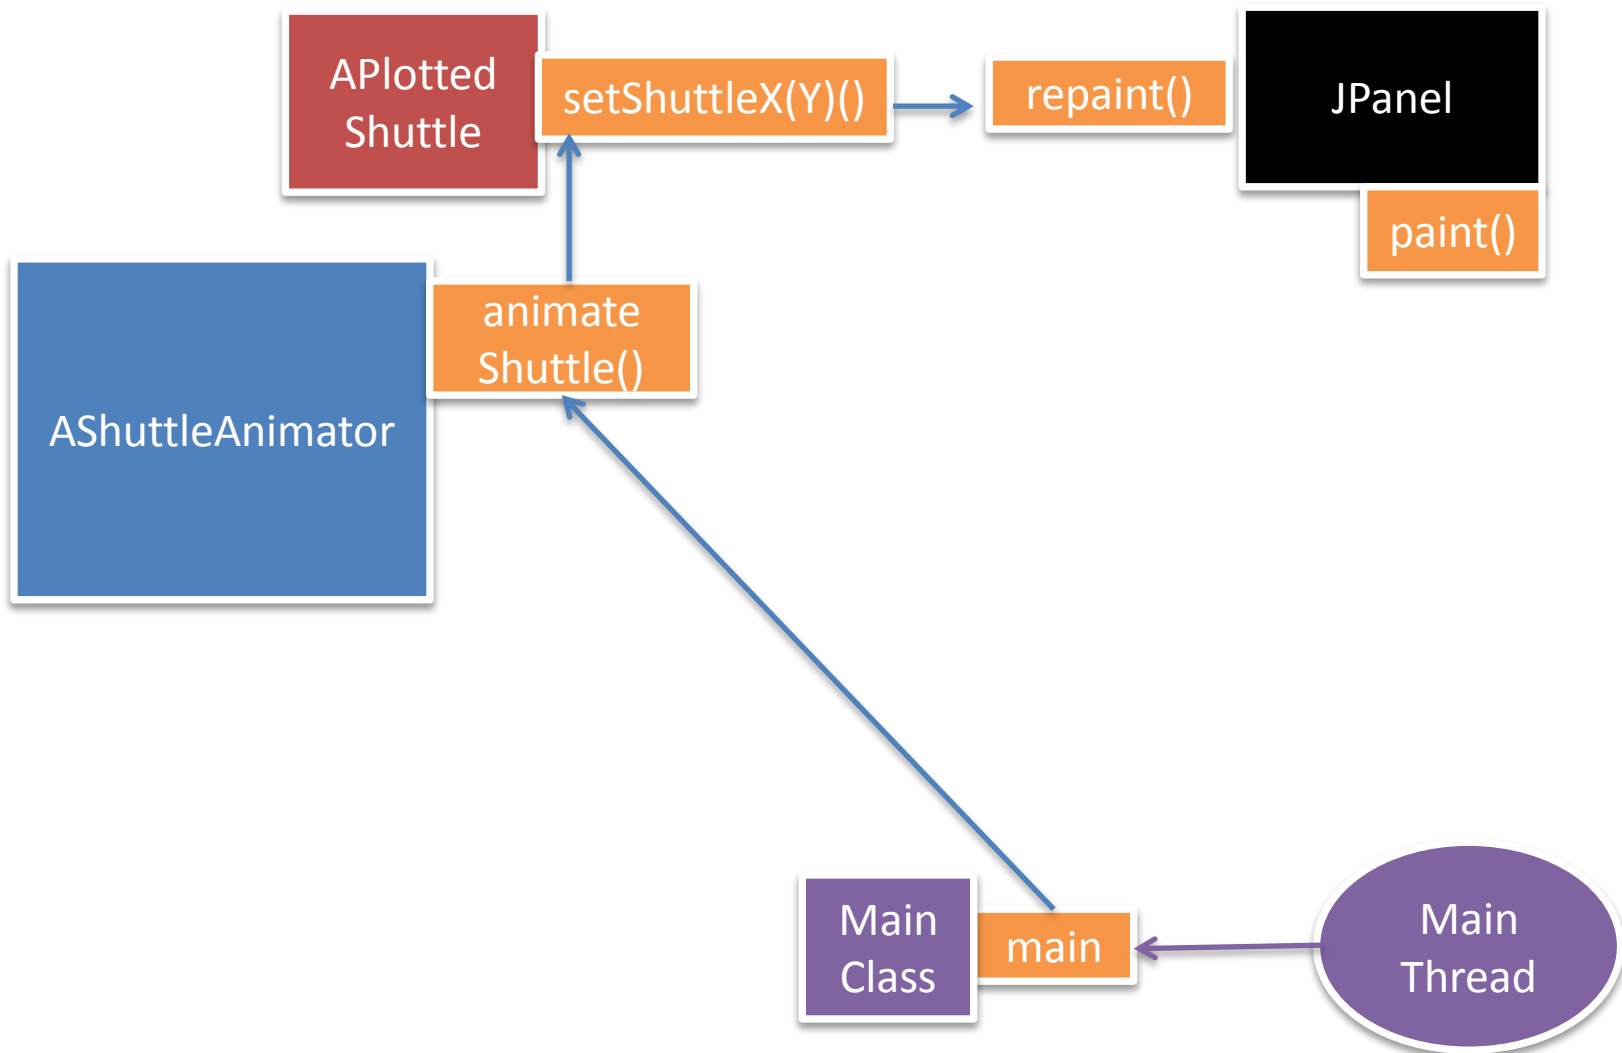 APlotted
Shuttle
setShuttleX(Y)()
repaint()
JPanel
paint()
animate
Shuttle()
AShuttleAnimator
Main
Class
main
Main
Thread